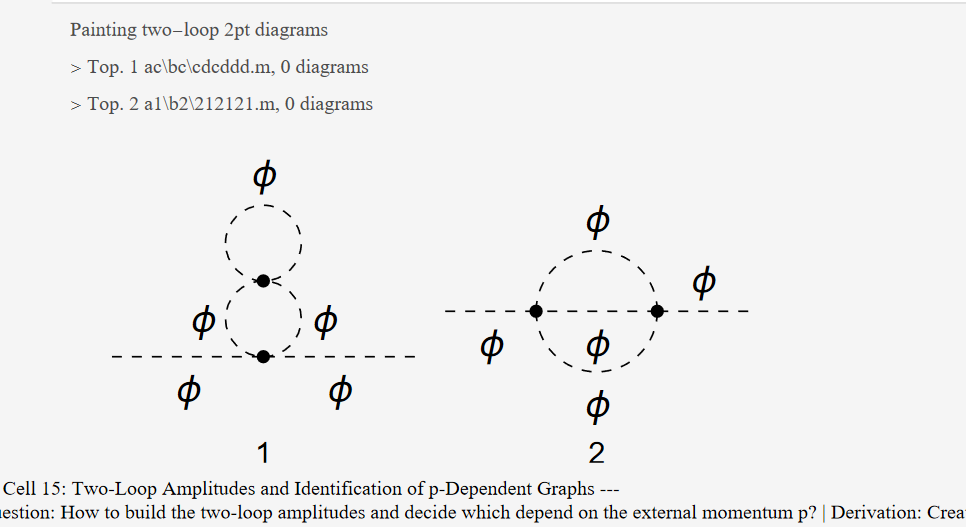 Painting two−loop 2pt diagrams
> Top. 1 ac\bc\cdcddd.m, 0 diagrams
> Top. 2 a1\b2\212121.m, 0 diagrams
ϕ
ϕ
ϕ
ϕ
ϕ
1
ϕ
ϕ
ϕ
ϕ
ϕ
2
Cell 15: Two-Loop Amplitudes and Identification of p-Dependent Graphs ---
How to build the two-loop amplitudes and decide which depend on the external momentum p? | Derivation: